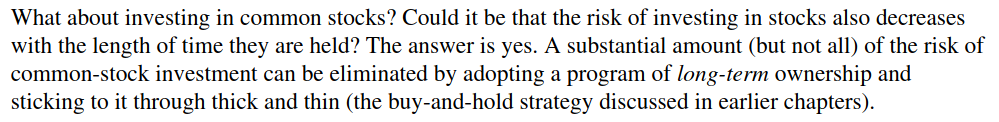 What about investing in common stocks? Could it be that the risk of investing in stocks also decreases
with the length of time they are held? The answer is yes. A substantial amount (but not all) of the risk of
common-stock investment can be eliminated by adopting a program of long-term ownership and
sticking to it through thick and thin (the buy-and-hold strategy discussed in earlier chapters).